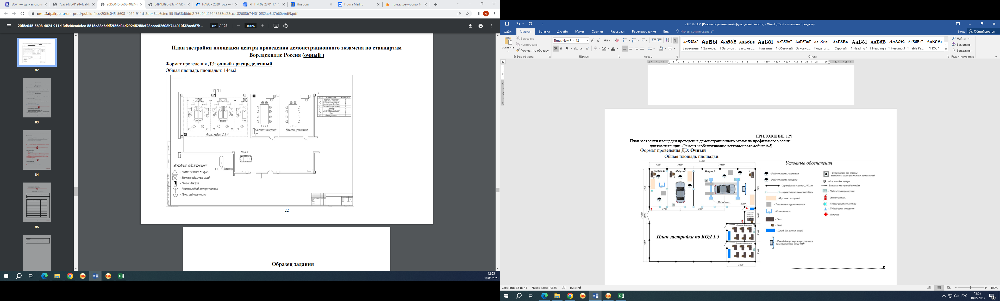 ЕСАТ — Единая систе
7ca7947c-81e8-4caf-b
20f5c045-5608-4024-
b494b89d-33cf-47d5-
НАБОР 2020 года —
РП ПМ.02 23.01.17 (А
Новость
Почта Mail.ru
приказ дежурство 1-
om-s3.dp.firpo.ru/om-prod/public_files/20f5c045-5608-4024-911d-3db46ea6cfec-5515a38d6ddf2f56d04d29245258ef28cccc82608b744010f32ae6d7b60ebdf9.pdf
20f5c045-5608-4024-911d-3db46ea6cfec-5515a38d6ddf2f56d04d29245258ef28cccc82608b744010f32ae6d7b...
82 / 123
100%
82
83
84
85
План застройки площадки центра проведения демонстрационного экзамена по стандартам
Ворлдскиллс Россия (очный )
Формат проведения ДЭ: очный / распределенный
Общая площадь площадки: 144м2
Наименование
Количество
Комната экспертов
Комната участников
Посты модуля 2, 3, 4
Модуль 1
Компрессор
Условные обозначения
- Подвод сжатого воздуха
- Вытяжка сварочных газов
- Приток воздуха
- Розетка подвод электро питания
- Номер рабочего места
22
Образец задания
12:55
18.05.2023
23.01.07 АМ [Режим ограниченной функциональности] - Word (Сбой активации продукта)
Файл
Главная
Вставка
Дизайн
Макет
Ссылки
Рассылки
Рецензирование
Вид
Что вы хотите сделать?
Вход
Общий доступ
Вставить
Вырезать
Копировать
Формат по образцу
Буфер обмена
Times New R
12
Шрифт
Абзац
Выделение
Заголов...
Заголов...
Заголово...
Название
Обычный
Основно...
Подзагол...
Строгий
Heading 1
Heading 2
Heading 3
Table Pa...
TOC 1
Стили
Найти
Заменить
Выделить
Редактирование
ПРИЛОЖЕНИЕ 12
План застройки площадки проведения демонстрационного экзамена профильного уровня
для компетенции «Ремонт и обслуживание легковых автомобилей»
Формат проведения ДЭ: Очный
Общая площадь площадки:
21000
4000
5500
11500
Модуль E
Модуль C
Модуль B
7000
7000
Подъёмник
2000
6750
8500
17000
3000
3000
3500
3500
7000
5000
План застройки по КОД 1.5
Условные обозначения
- Рабочее место участника
- Рабочее место эксперта
- Ограждение высота 2500 мм
- Ограждение высота 500мм
- Верстак слесарный
- Тележка инструментальная
- Кантователь
- Стол
- Стул
- Шкаф для личных вещей
- Стенд для проверки и регулировки
углов установки колес (3D)
- Устройство для отвода
выхлопных газов (вытяжная вентиляция)
- Корзина для мусора
- Вешалка для верхней одежды
- Подвод электроэнергии
- Огнетушитель
- Подвод сжатого воздуха
- Подвод сети интернет
- Аптечка
Страница 38 из 43
Число слов: 10385
русский
100%
РУС
12:55
18.05.2023